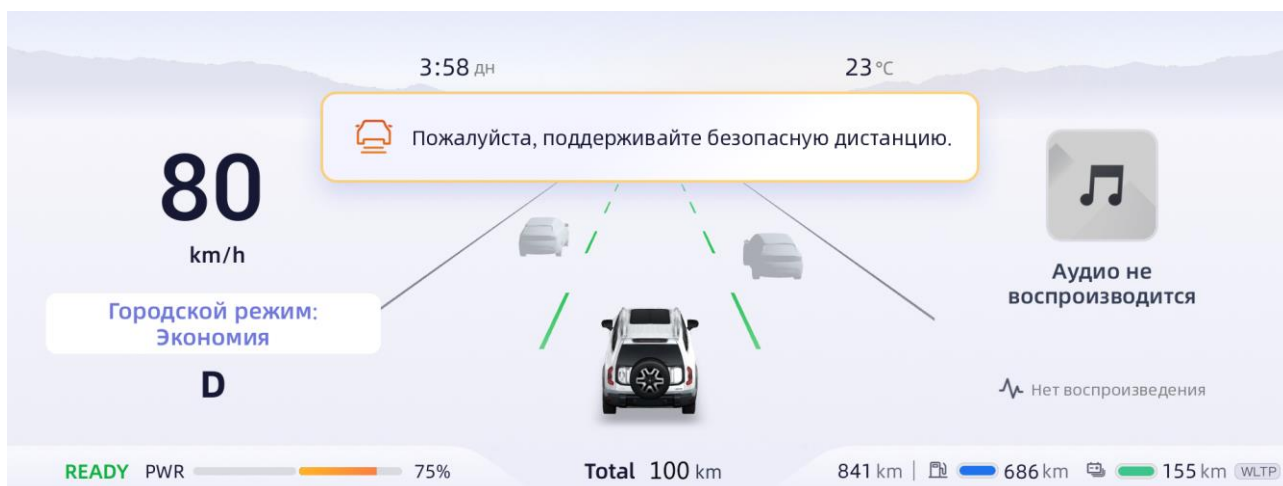 3:58 дн
23 °C
Пожалуйста, поддерживайте безопасную дистанцию.
80
km/h
Городской режим:
Экономия
D
Аудио не
воспроизводится
Нет воспроизведения
READY PWR 75%
Total 100 km
841 km | 686 km 155 km WLTP